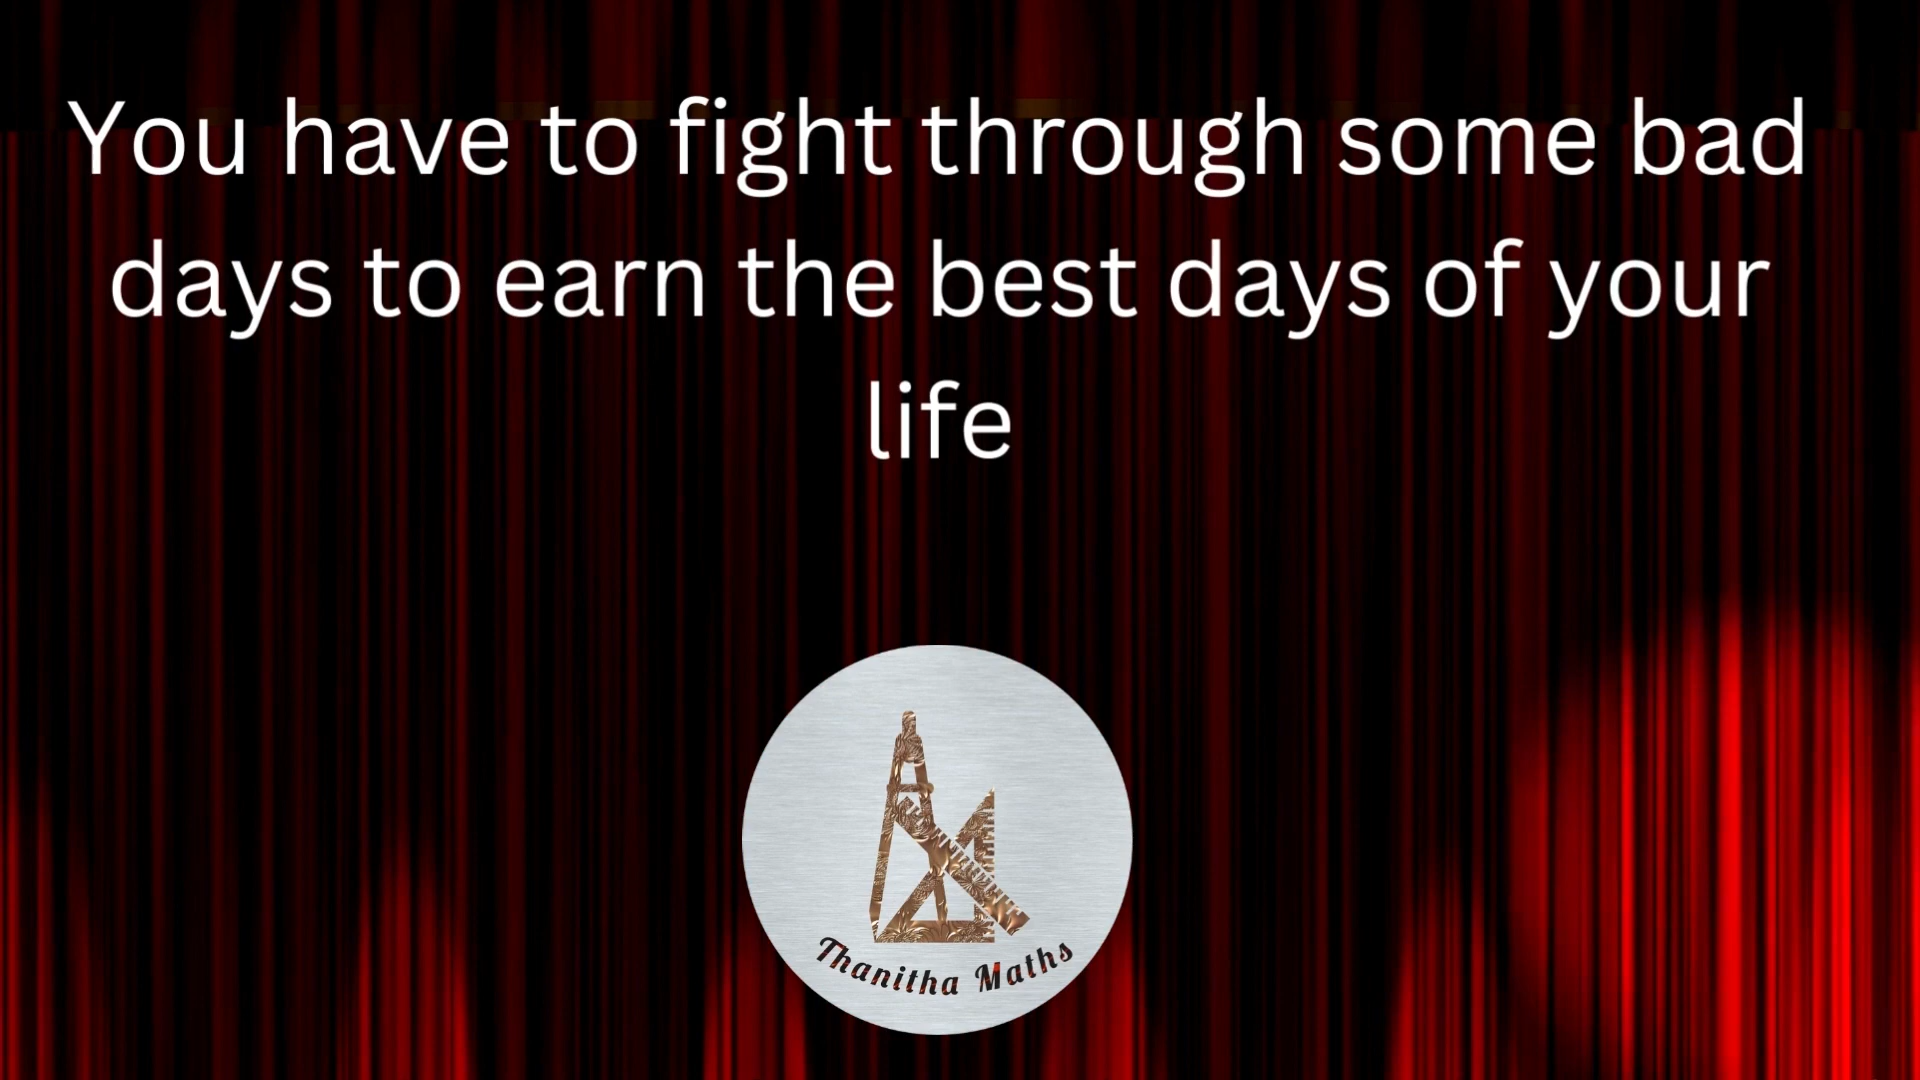 You have to fight through some bad
days to earn the best days of your
life
Thanitha Maths